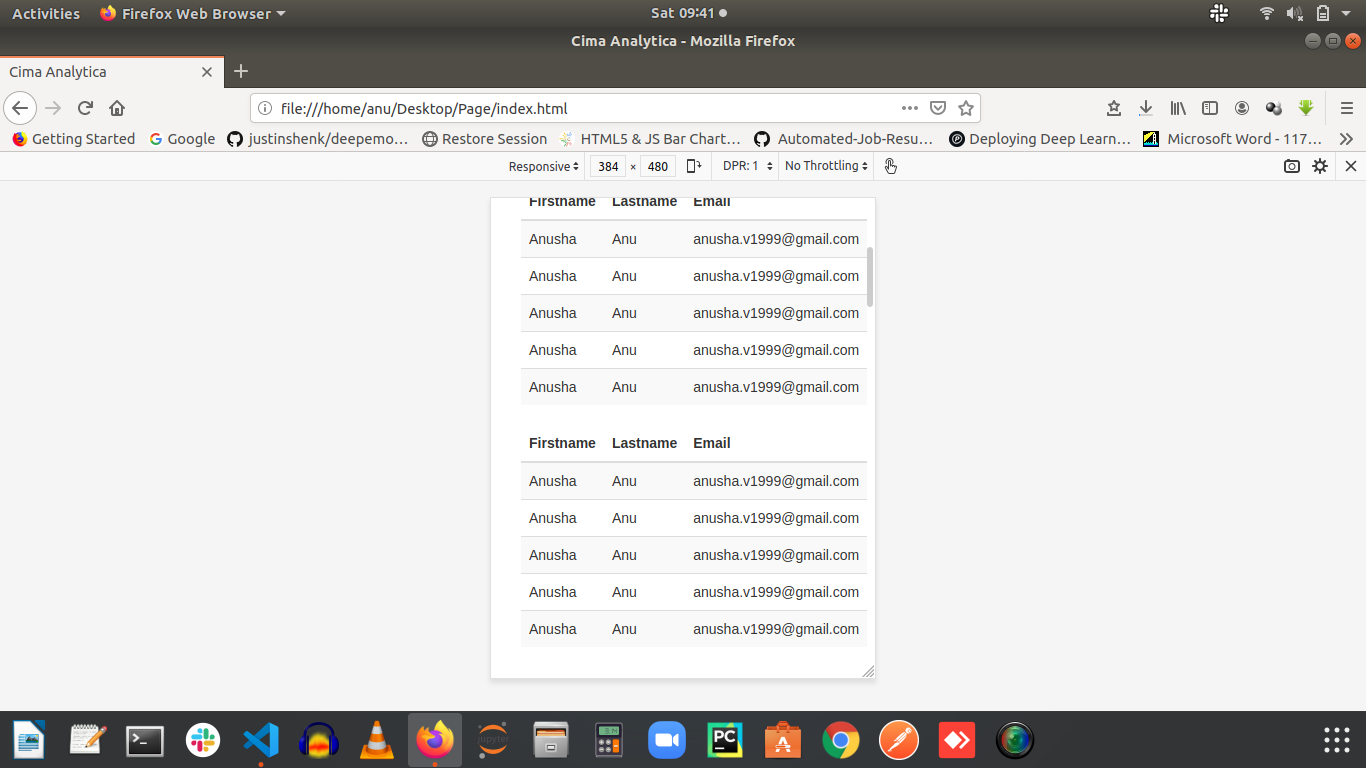 Activities Firefox Web Browser Sat 09:41
Cima Analytica - Mozilla Firefox
Cima Analytica
file:///home/anu/Desktop/Page/index.html
Getting Started Google justinshenk/deepemo… Restore Session HTML5 & JS Bar Chart… Automated-Job-Resu… Deploying Deep Learn… Microsoft Word - 117…
Responsive 384 × 480 DPR: 1 No Throttling
Firstname Lastname Email
Anusha Anu anusha.v1999@gmail.com
Anusha Anu anusha.v1999@gmail.com
Anusha Anu anusha.v1999@gmail.com
Anusha Anu anusha.v1999@gmail.com
Anusha Anu anusha.v1999@gmail.com
Firstname Lastname Email
Anusha Anu anusha.v1999@gmail.com
Anusha Anu anusha.v1999@gmail.com
Anusha Anu anusha.v1999@gmail.com
Anusha Anu anusha.v1999@gmail.com
Anusha Anu anusha.v1999@gmail.com
jupyter
PC